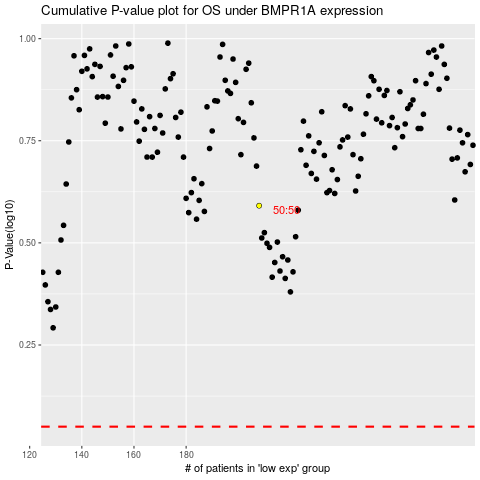 Cumulative P-value plot for OS under BMPR1A expression
P-Value(log10)
1.00
0.75
0.50
0.25
50:50
120 140 160 180
# of patients in 'low exp' group